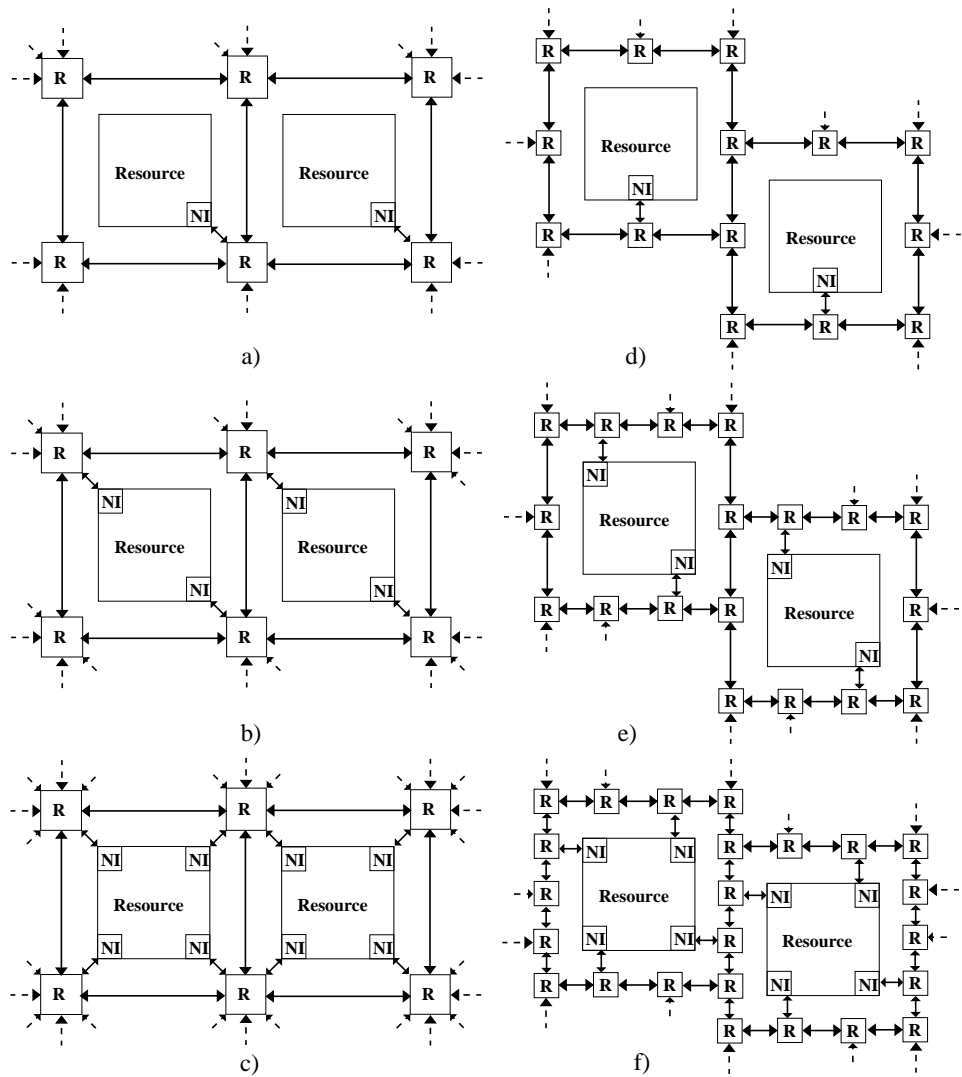 R R R
Resource Resource
NI NI
R R R
a)
R R R
R R R R
Resource
NI
R R R R
Resource
NI
R R R
d)
R R R
NI NI
Resource Resource
NI NI
R R R
b)
R R R R
NI
R R R R R
Resource
NI NI
R R R R R
Resource
NI
R R R R
e)
R R R
NI NI NI NI
Resource Resource
NI NI NI NI
R R R
c)
R R R R
R R R R R
NI NI
R R R
Resource
NI NI
R R R
NI NI
Resource
R R R R R
NI NI
R R R R
f)